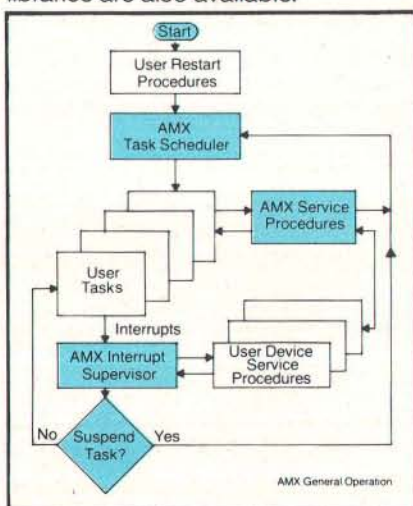 libraries are also available.
Start
User Restart
Procedures
AMX
Task Scheduler
AMX Service
Procedures
User
Tasks
Interrupts
AMX Interrupt
Supervisor
User Device
Service
Procedures
No
Suspend
Task?
Yes
AMX General Operation